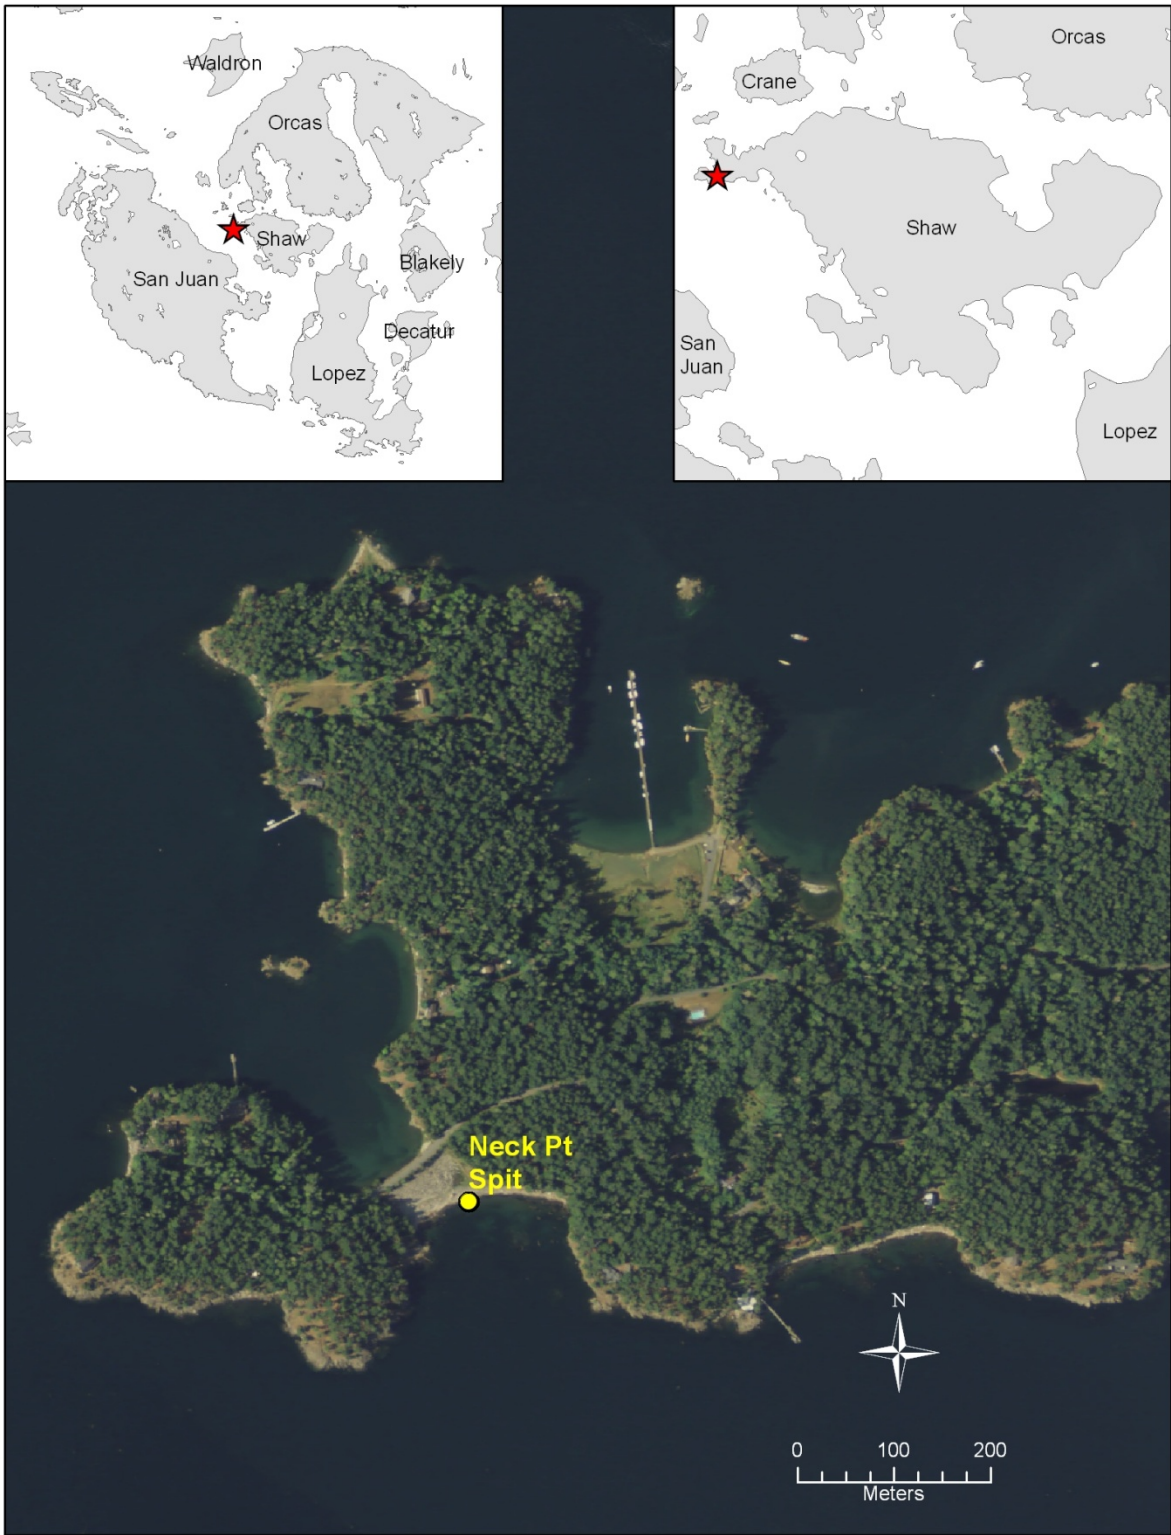 Waldron
Orcas
Shaw
San Juan
Blakely
Decatur
Lopez
Orcas
Crane
Shaw
San
Juan
Lopez
Neck Pt
Spit
N
0 100 200
Meters